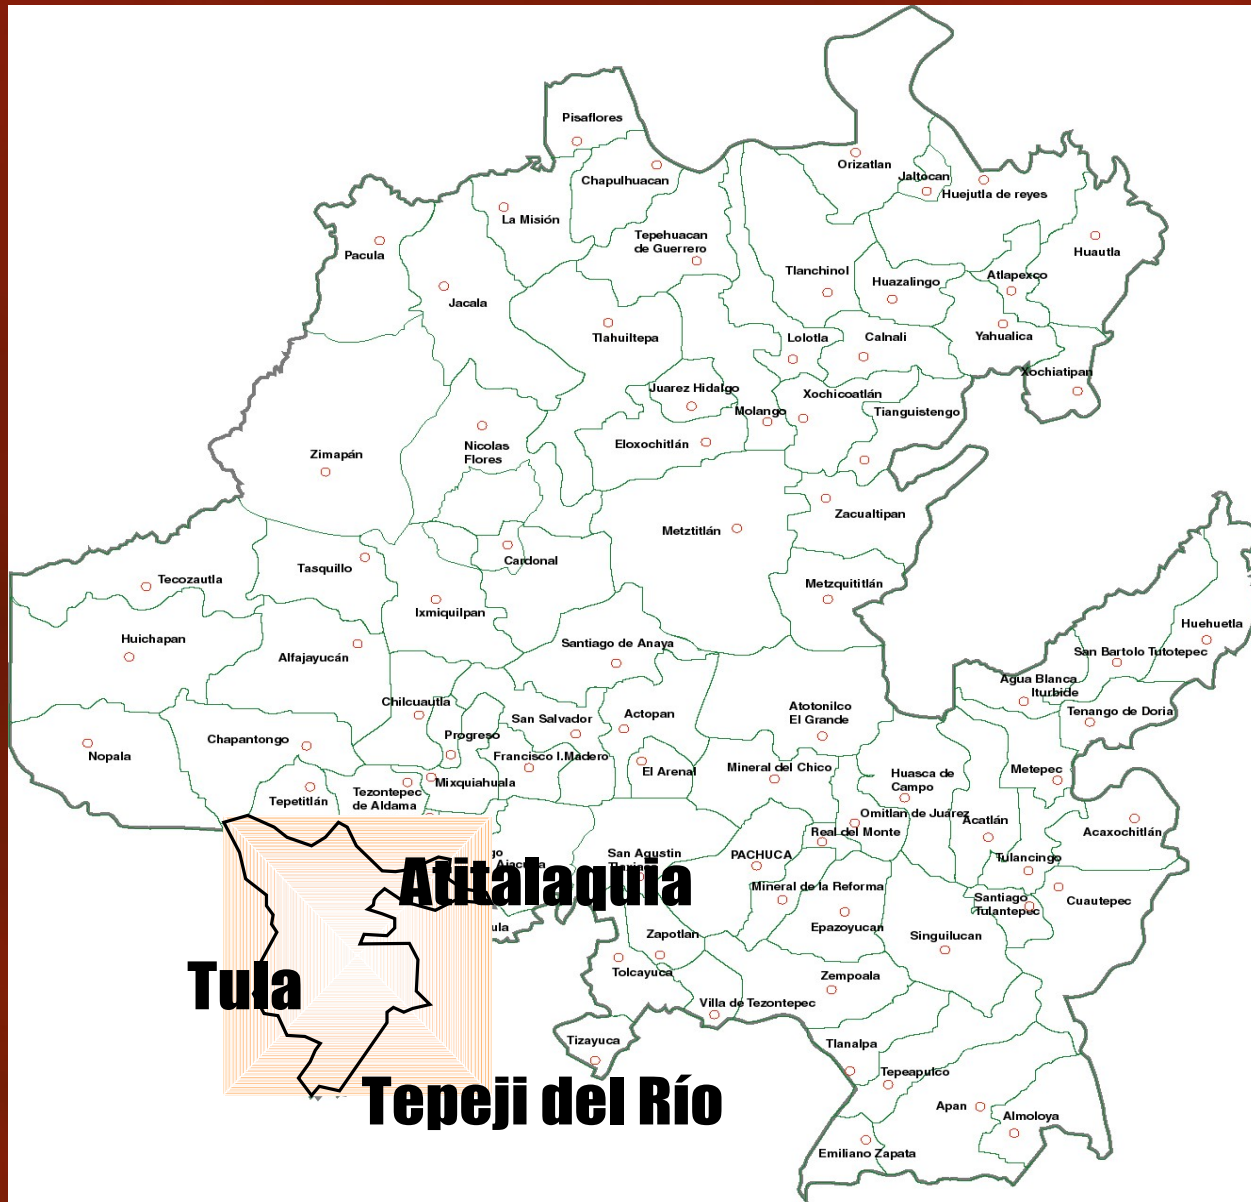 Pisaflores
Orizatlan
Chapulhuacan
Jaltocan
Huejutla de reyes
La Misión
Tepehuacan
de Guerrero
Pacula
Huautla
Tlanchinol
Huazalingo
Atlapexco
Jacala
Tlahuiltepa
Lolotla
Calnali
Yahualica
Xochiatipan
Juarez Hidalgo
Molango
Xochicoatlán
Tianguistengo
Nicolas
Flores
Eloxochitlán
Zimapán
Zacualtipan
Metztitlán
Cardonal
Tasquillo
Tecozautla
Ixmiquilpan
Metzquititlán
Huichapan
Alfajayucán
Santiago de Anaya
Huehuetla
San Bartolo Tutotepec
Agua Blanca
Iturbide
Tenango de Doria
Chilcuautla
San Salvador
Actopan
Atotonilco
El Grande
Nopala
Chapantongo
Progreso
Francisco I.Madero
El Arenal
Mineral del Chico
Huasca de
Campo
Metepec
Tepetitlán
Tezontepec
de Aldama
Mixquiahuala
Omitlan de Juárez
Acatlán
Acaxochitlán
Real del Monte
San Agustin
PACHUCA
Tulancingo
Atitalaquia
Mineral de la Reforma
Santiago
Tulantepec
Cuautepec
Epazoyucan
Zapotlan
Singuilucan
Tula
Tolcayuca
Zempoala
Villa de Tezontepec
Tizayuca
Tlanalpa
Tepeapulco
Tepeji del Río
Apan
Almoloya
Emiliano Zapata